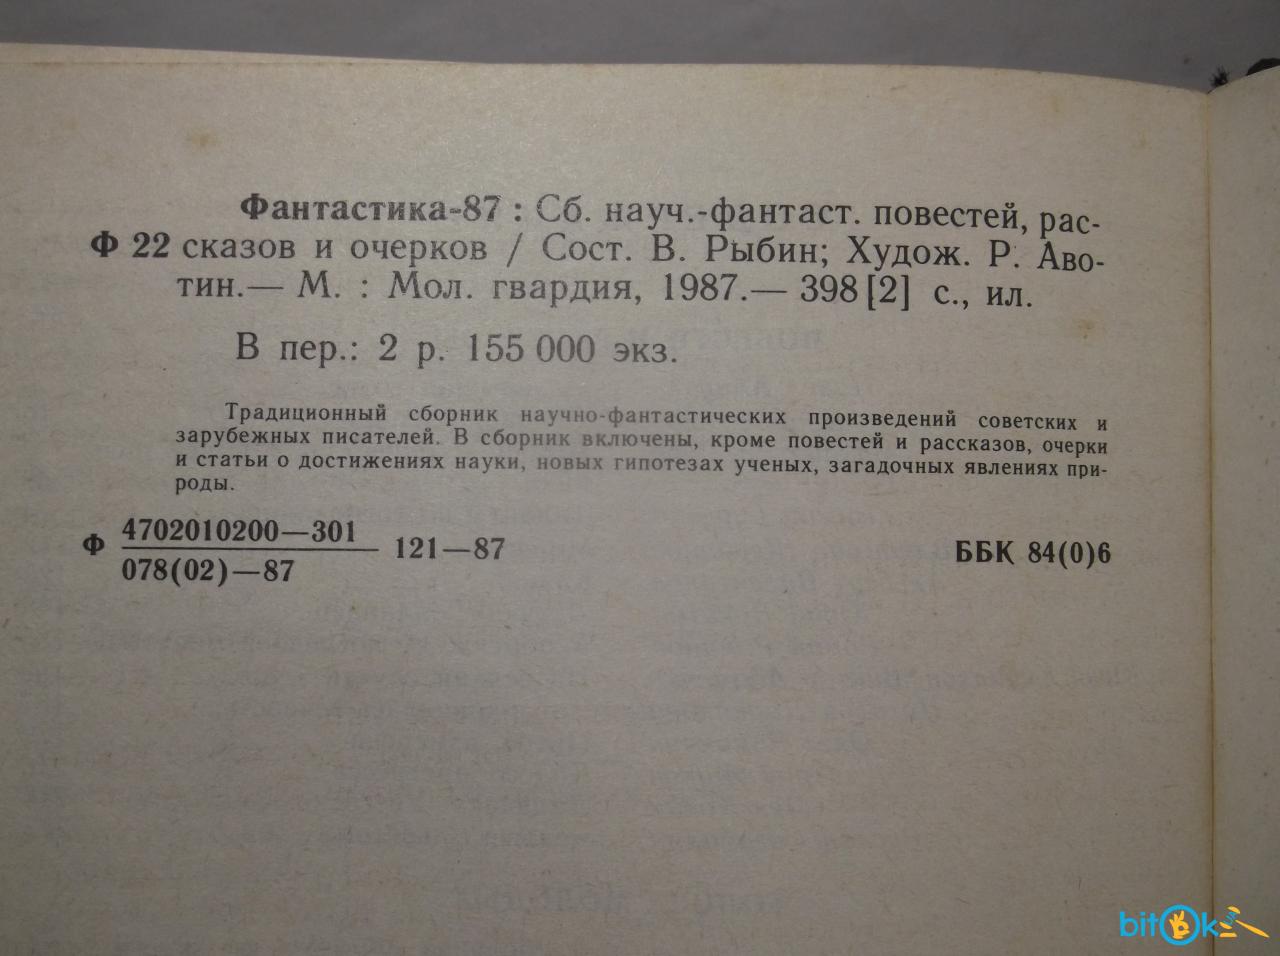 Фантастика-87 : Сб. науч.-фантаст. повестей, рас-
Ф 22 сказов и очерков / Сост. В. Рыбин; Худож. Р. Аво-
тин.— М. : Мол. гвардия, 1987.— 398 [2] с., ил.
В пер.: 2 р. 155 000 экз.
Традиционный сборник научно-фантастических произведений советских и
зарубежных писателей. В сборник включены, кроме повестей и рассказов, очерки
и статьи о достижениях науки, новых гипотезах ученых, загадочных явлениях при-
роды.
4702010200—301
Ф 121—87 ББК 84(0)6
078(02)—87
bitok